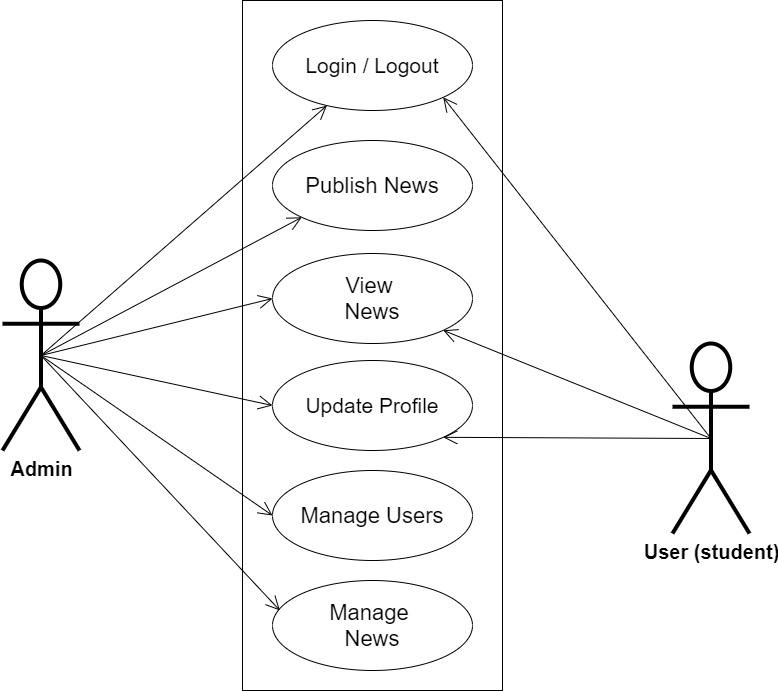 Login / Logout
Publish News
View
News
Update Profile
Admin
Manage Users
User (student)
Manage
News